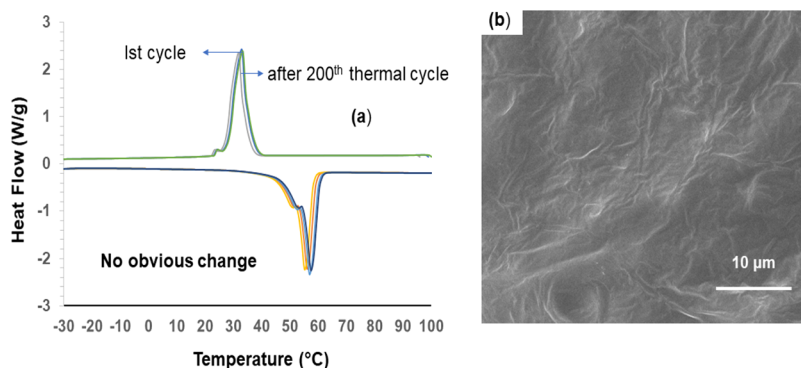 (b)
3
2
1
0
-1
-2
-3
Heat Flow (W/g)
Ist cycle
after 200th thermal cycle
(a)
No obvious change
-30 -20 -10 0 10 20 30 40 50 60 70 80 90 100
Temperature (°C)
10 µm